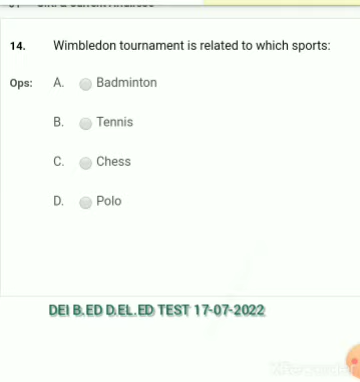 14. Wimbledon tournament is related to which sports:
Ops: A. Badminton
B. Tennis
C. Chess
D. Polo
DEI B.ED D.EL.ED TEST 17-07-2022